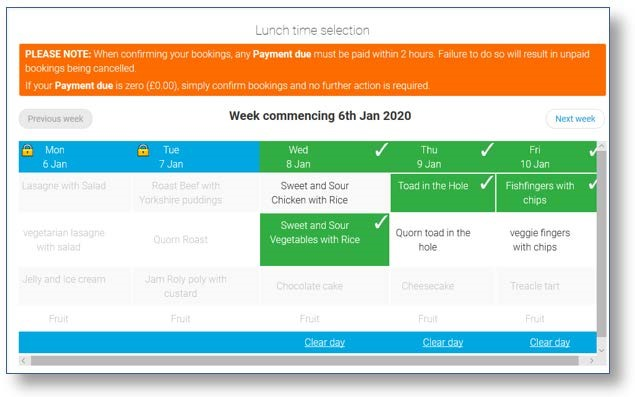 Lunch time selection
PLEASE NOTE: When confirming your bookings, any Payment due must be paid within 2 hours. Failure to do so will result in unpaid
bookings being cancelled.
If your Payment due is zero (£0.00), simply confirm bookings and no further action is required.
Previous week
Week commencing 6th Jan 2020
Next week
Mon
6 Jan
Tue
7 Jan
Wed
8 Jan
Thu
9 Jan
Fri
10 Jan
Lasagne with Salad
Roast Beef with
Yorkshire puddings
Sweet and Sour
Chicken with Rice
Toad in the Hole
Fishfingers with
chips
vegetarian lasagne
with salad
Quorn Roast
Sweet and Sour
Vegetables with Rice
Quorn toad in the
hole
veggie fingers
with chips
Jelly and ice cream
Jam Roly poly with
custard
Chocolate cake
Cheesecake
Treacle tart
Fruit
Fruit
Fruit
Fruit
Fruit
Clear day
Clear day
Clear day